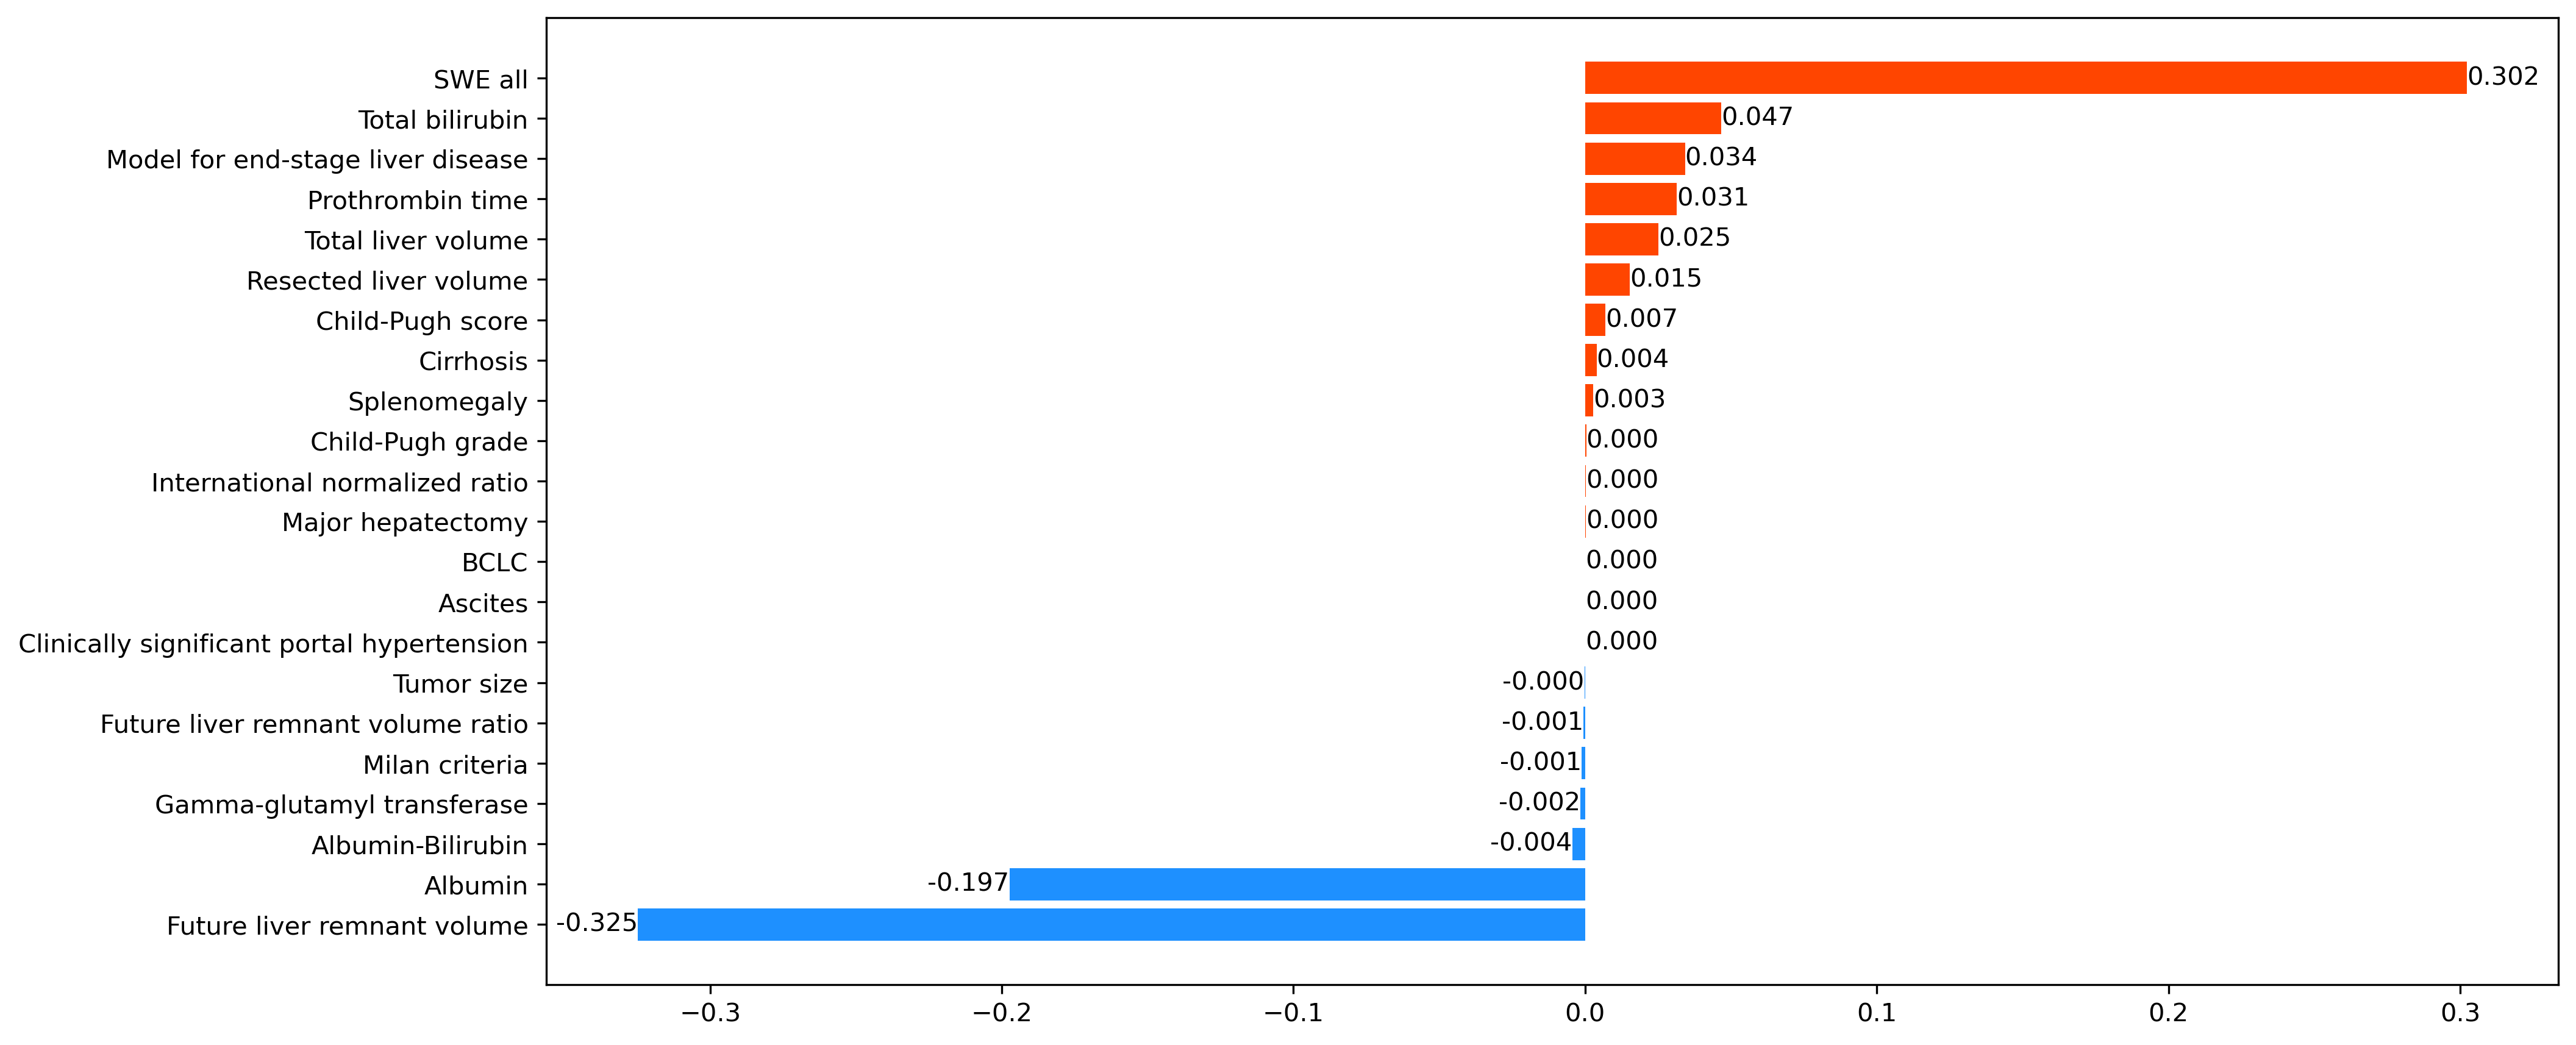 SWE all 0.302
Total bilirubin 0.047
Model for end-stage liver disease 0.034
Prothrombin time 0.031
Total liver volume 0.025
Resected liver volume 0.015
Child-Pugh score 0.007
Cirrhosis 0.004
Splenomegaly 0.003
Child-Pugh grade 0.000
International normalized ratio 0.000
Major hepatectomy 0.000
BCLC 0.000
Ascites 0.000
Clinically significant portal hypertension 0.000
Tumor size -0.000
Future liver remnant volume ratio -0.001
Milan criteria -0.001
Gamma-glutamyl transferase -0.002
Albumin-Bilirubin -0.004
Albumin -0.197
Future liver remnant volume -0.325
−0.3 −0.2 −0.1 0.0 0.1 0.2 0.3